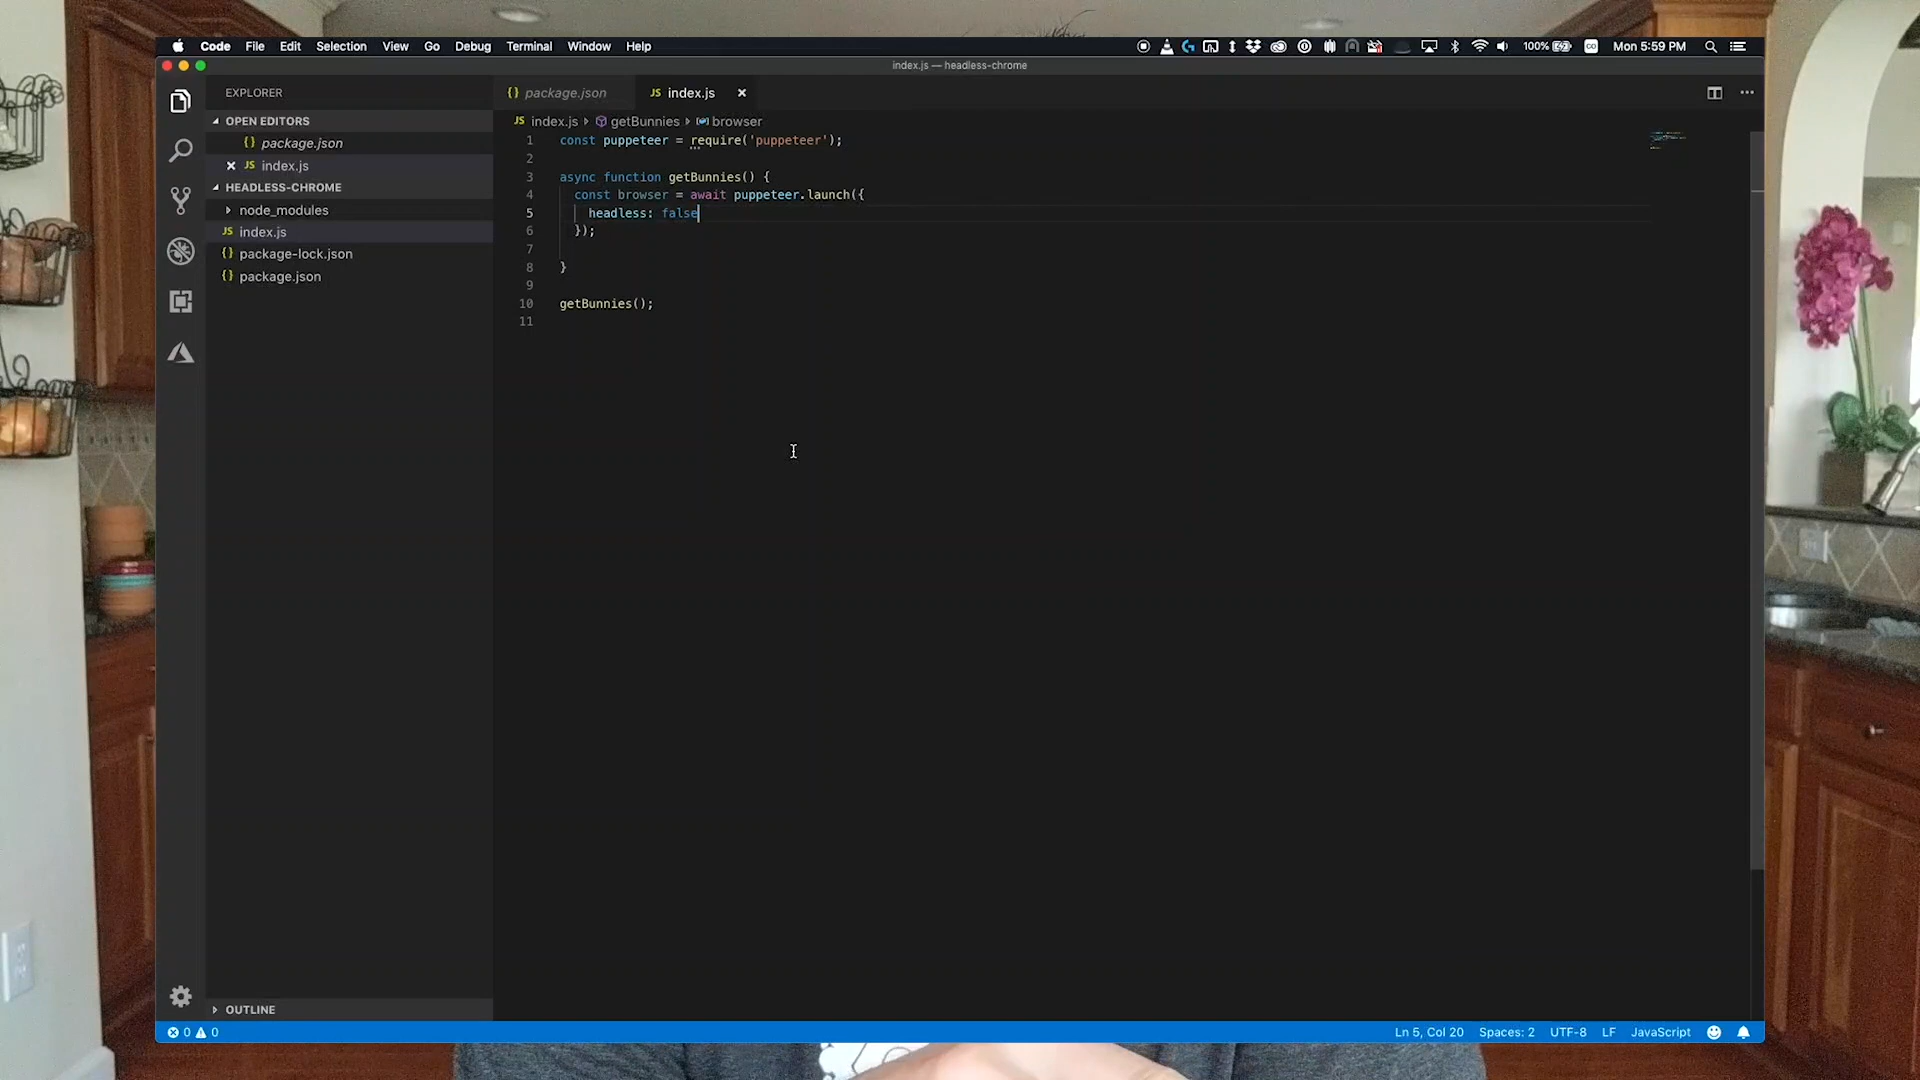 Code File Edit Selection View Go Debug Terminal Window Help 100% Mon 5:59 PM
index.js — headless-chrome
EXPLORER
OPEN EDITORS
{} package.json
JS index.js
HEADLESS-CHROME
node_modules
JS index.js
{} package-lock.json
{} package.json
OUTLINE
{} package.json JS index.js
JS index.js getBunnies browser
1 const puppeteer = require('puppeteer');
2
3 async function getBunnies() {
4 const browser = await puppeteer.launch({
5 headless: false
6 });
7
8 }
9
10 getBunnies();
11
0 0 Ln 5, Col 20 Spaces: 2 UTF-8 LF JavaScript